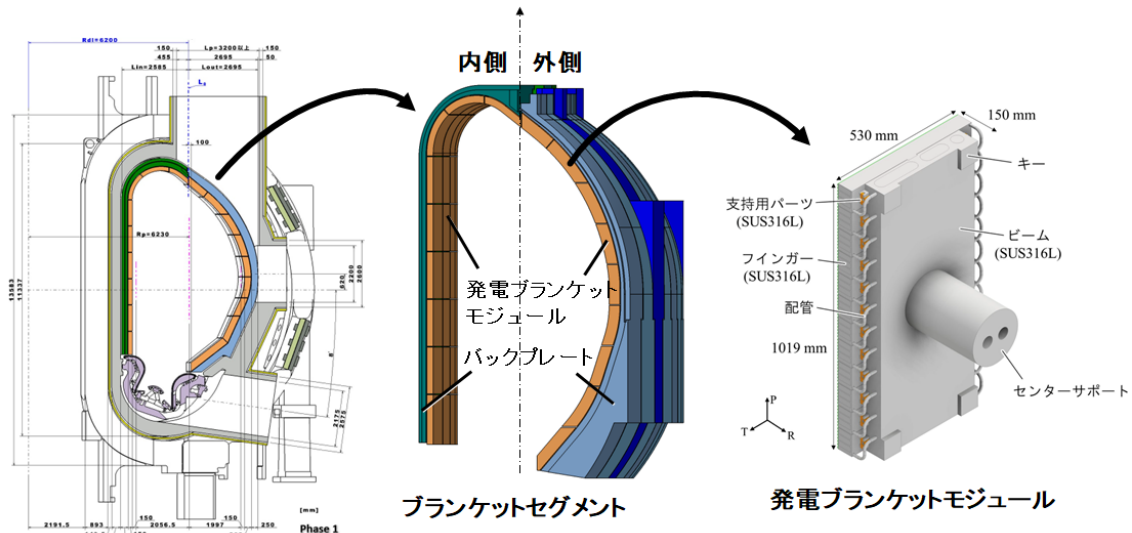 Rdl=6200
150
Lp=3200以上
150
455
2695
50
Lin=2585
Lout=2695
100
Rp=6230
13583
11337
620
2200
2600
2175
2575
150
150
2191.5
893
2056.5
1997
250
[mm]
Phase 1
内側
外側
発電ブランケット
モジュール
バックプレート
ブランケットセグメント
530 mm
150 mm
キー
支持用パーツ
(SUS316L)
ビーム
(SUS316L)
フインガー
(SUS316L)
配管
1019 mm
センターサポート
P
T
R
発電ブランケットモジュール